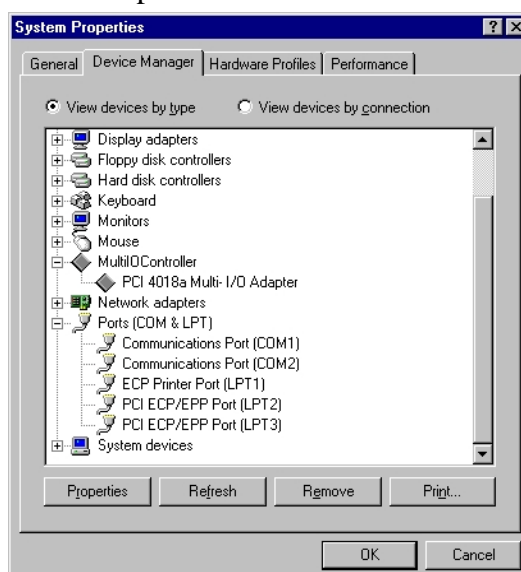 System Properties
General Device Manager Hardware Profiles Performance
View devices by type View devices by connection
Display adapters
Floppy disk controllers
Hard disk controllers
Keyboard
Monitors
Mouse
MultiIOController
PCI 4018a Multi- I/O Adapter
Network adapters
Ports (COM & LPT)
Communications Port (COM1)
Communications Port (COM2)
ECP Printer Port (LPT1)
PCI ECP/EPP Port (LPT2)
PCI ECP/EPP Port (LPT3)
System devices
Properties Refresh Remove Print...
OK Cancel